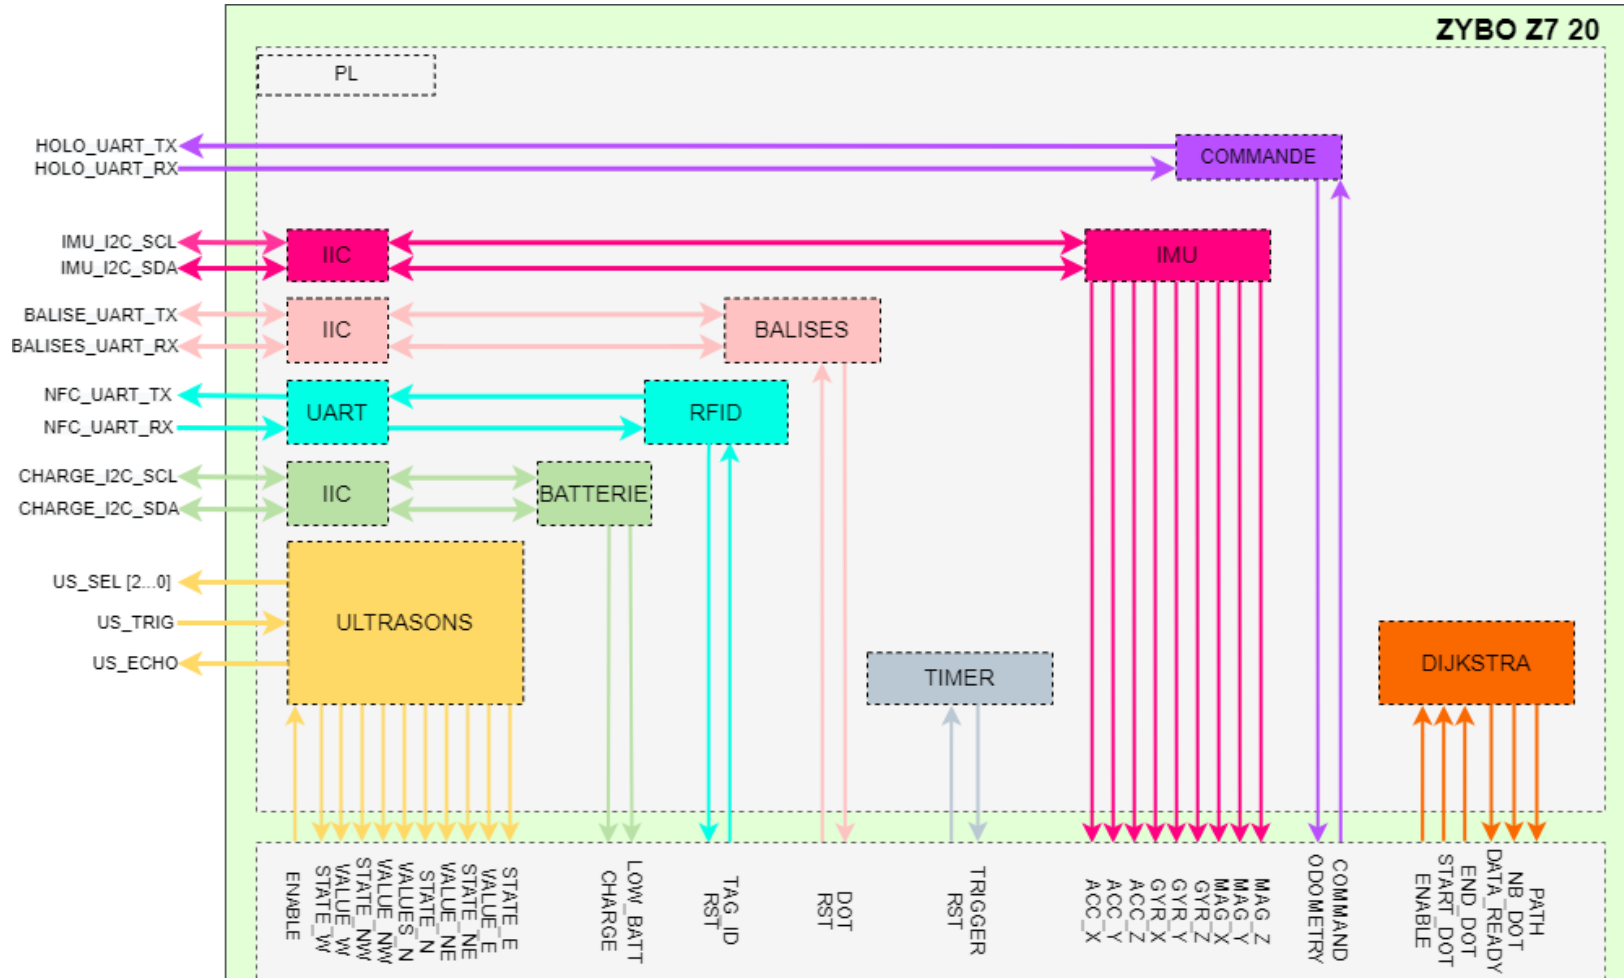 ZYBO Z7 20
PL
HOLO_UART_TX
HOLO_UART_RX
COMMANDE
IMU_I2C_SCL
IMU_I2C_SDA
IIC
IMU
BALISE_UART_TX
BALISES_UART_RX
IIC
BALISES
NFC_UART_TX
NFC_UART_RX
UART
RFID
CHARGE_I2C_SCL
CHARGE_I2C_SDA
IIC
BATTERIE
US_SEL [2...0]
US_TRIG
US_ECHO
ULTRASONS
TIMER
DIJKSTRA
ENABLE
STATE_W
VALUE_W
STATE_NW
VALUE_NW
VALUES_N
STATE_N
VALUE_NE
STATE_NE
VALUE_E
STATE_E
CHARGE
LOW_BATT
RST
TAG_ID
RST
DOT
RST
TRIGGER
ACC_X
ACC_Y
ACC_Z
GYR_X
GYR_Y
GYR_Z
MAG_X
MAG_Y
MAG_Z
ODOMETRY
COMMAND
ENABLE
START_DOT
END_DOT
DATA_READY
NB_DOT
PATH